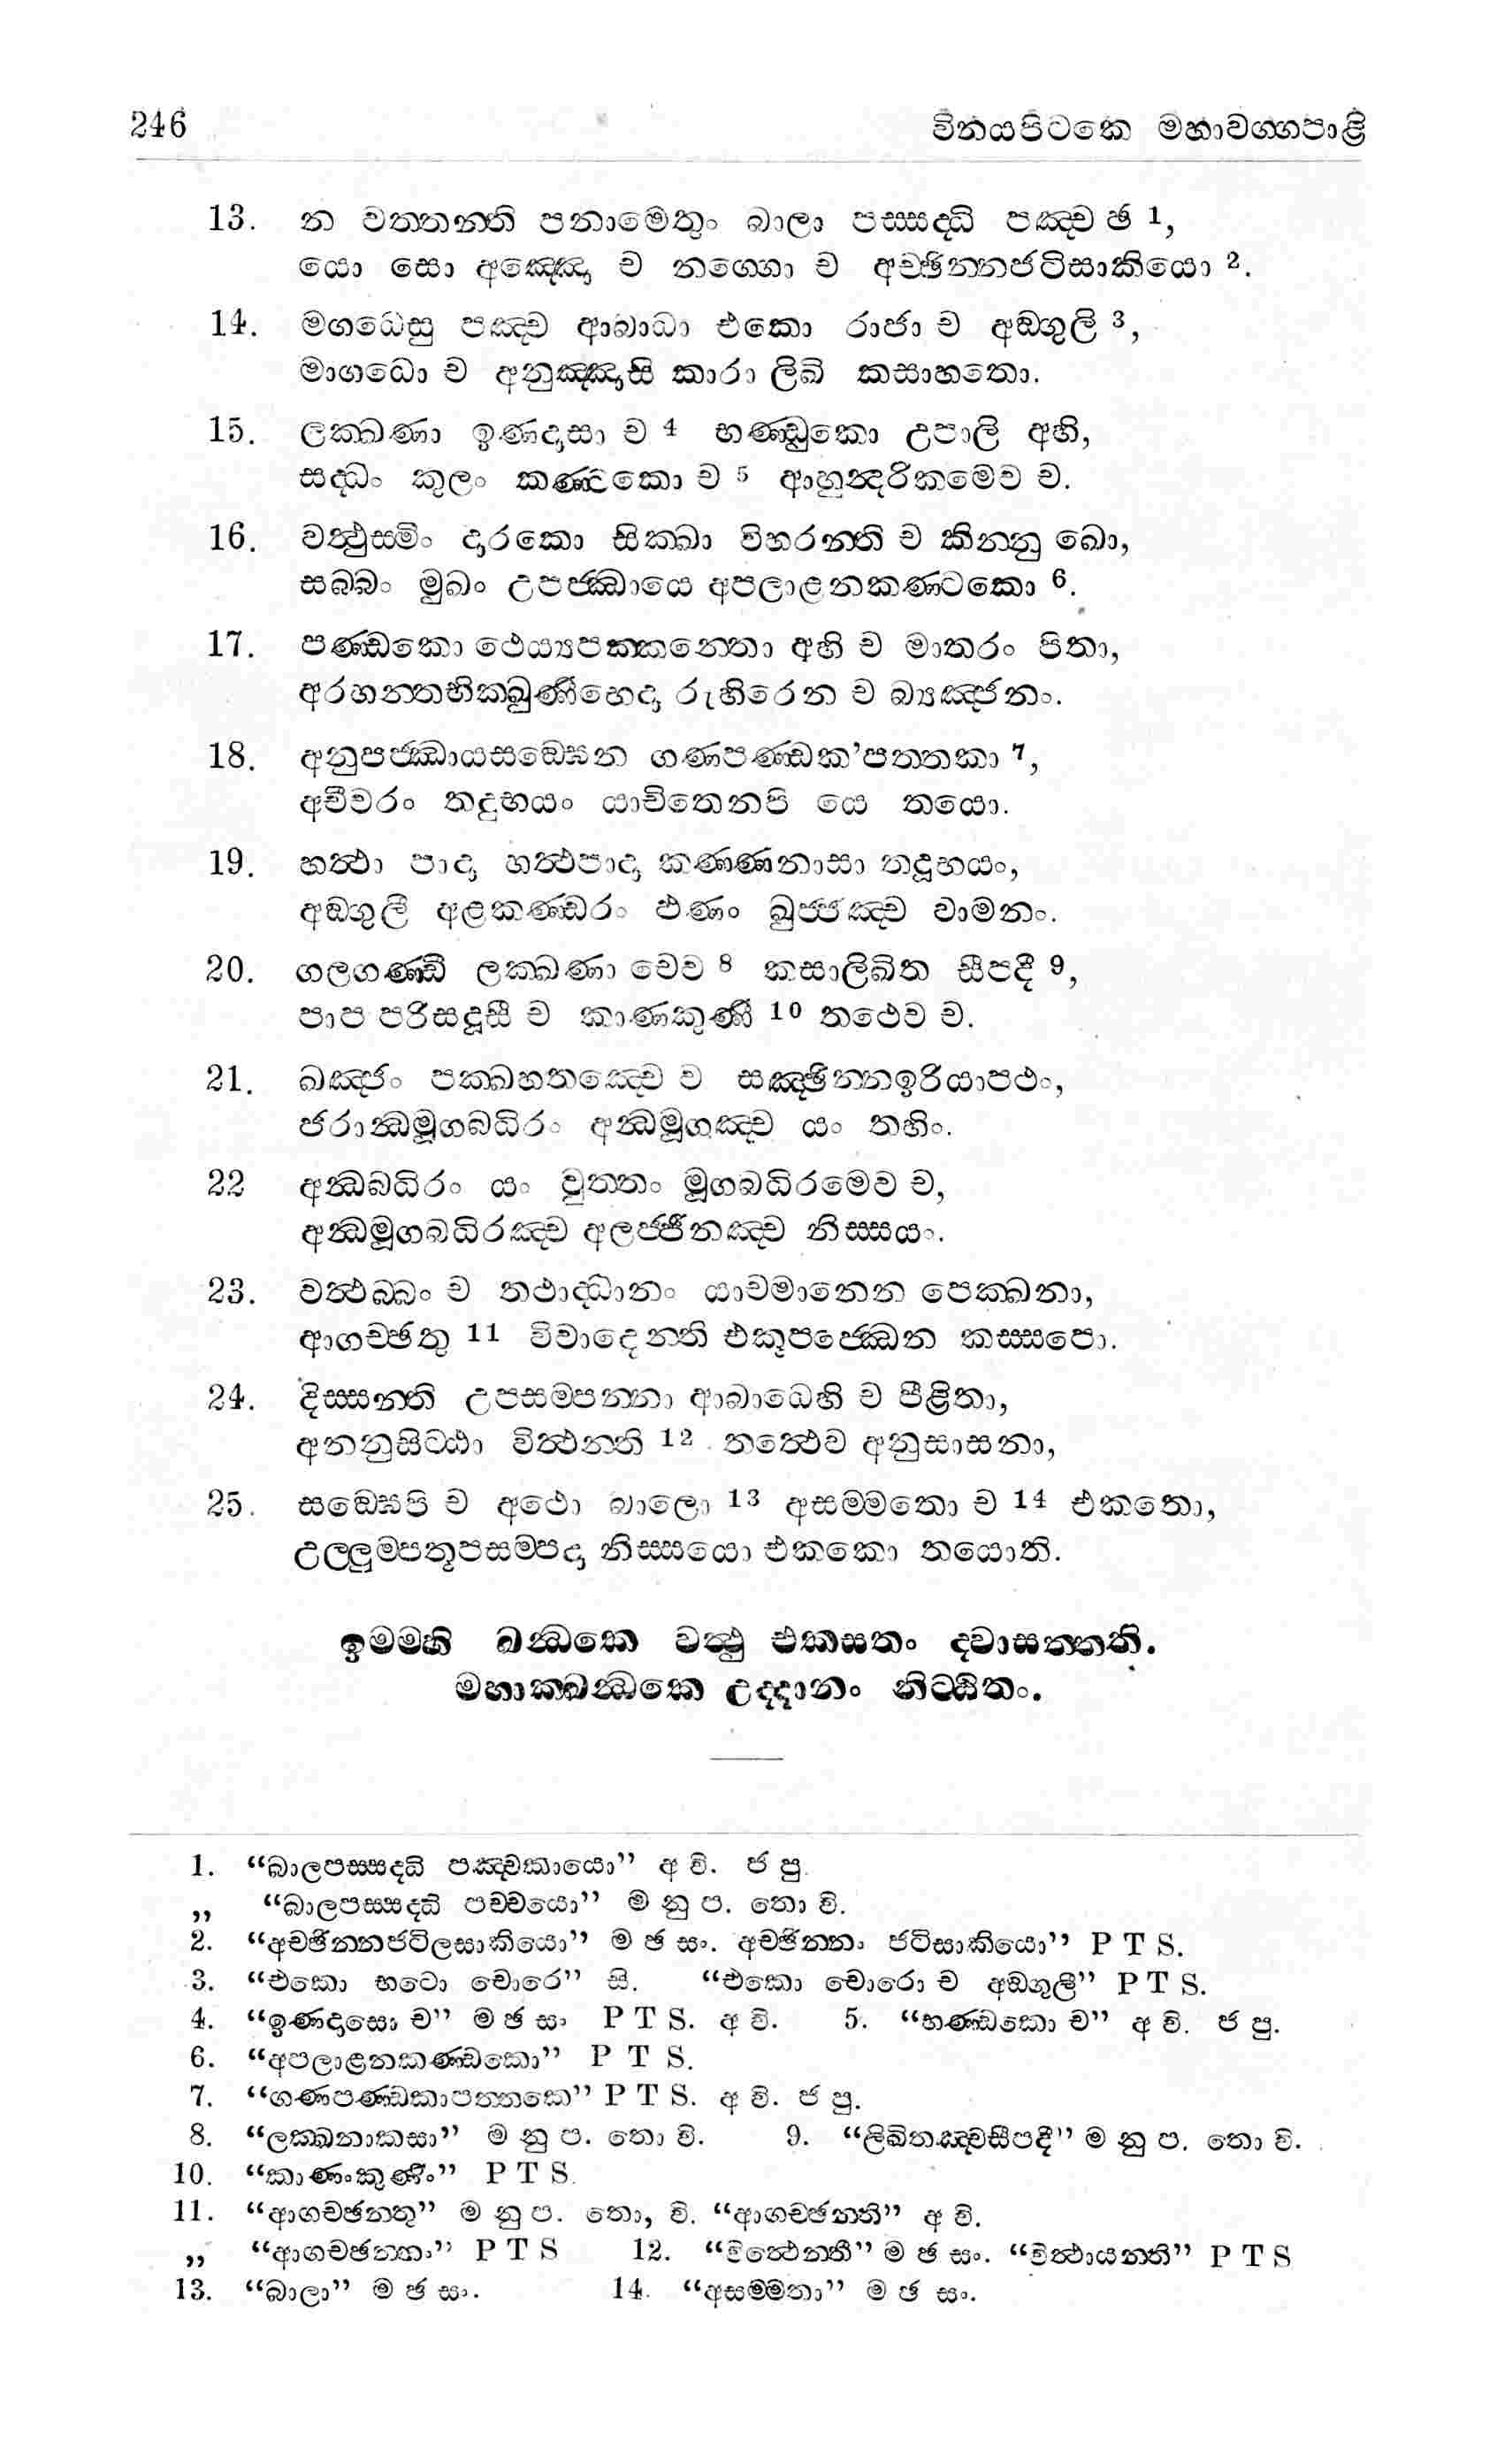 246 විනයපිටකෙ මහාවග්ගපාළි
13. න වත්තන්ති පනාමෙතුං බාලා පස්සද්ධි පඤ්ච ඡ 1,
යො සො අඤ්ඤෙ ච නග්ගො ච අච්ඡින්නජටිසාකියො 2.
14. මගධෙසු පඤ්ච ආබාධා එකො රාජා ච අඞ්ගුලි 3,
මාගධො ච අනුඤ්ඤාසි කාරා ලිඛි කසාහතො.
15. ලක්ඛණා ඉණදාසා ච 4 භණ්ඩුකො උපාලි අහි,
සද්ධං කුලං කණ්ටකො ච 5 ආහුන්දරිකමෙව ච.
16. වත්ථුස්මිං දාරකො සික්ඛා විහරන්ති ච කින්නු ඛො,
සබ්බං මුඛං උපජ්ඣායෙ අපලාළනකණ්ටකො 6.
17. පණ්ඩකො ථෙය්‍යපක්කන්තො අහි ච මාතරං පිතා,
අරහන්තභික්ඛුණීභෙදා රුහිරෙන ච බ්‍යඤ්ජනං.
18. අනුපජ්ඣායසඞ්ඝෙන ගණපණ්ඩක'පත්තකා 7,
අචීවරං තදුභයං යාචිතෙනපි යෙ තයො.
19. හත්ථා පාදා හත්ථපාදා කණ්ණනාසා තදූභයං,
අඞ්ගුලී අළකණ්ඩරං ඵණං ඛුජ්ජඤ්ච වාමනං.
20. ගලගණ්ඩී ලක්ඛණා චෙව 8 කසාලිඛිත සීපදී 9,
පාප පරිසදූසී ච කාණකුණී 10 තථෙව ච.
21. ඛඤ්ජං පක්ඛහතඤ්චෙව සඤ්ඡින්නඉරියාපථං,
ජරාන්ධමූගබධිරං අන්ධමූගඤ්ච යං තහිං.
22 අන්ධබධිරං යං වුත්තං මූගබධිරමෙව ච,
අන්ධමූගබධිරඤ්ච අලජ්ජීනඤ්ච නිස්සයං.
23. වත්ථබ්බං ච තථාද්ධානං යාචමානෙන පෙක්ඛනා,
ආගච්ඡතු 11 විවාදෙන්ති එකූපජ්ඣෙන කස්සපො.
24. දිස්සන්ති උපසම්පන්නා ආබාධෙහි ච පීළිතා,
අනනුසිට්ඨා විත්ථන්ති 12 තත්ථෙව අනුසාසනා,
25. සඞ්ඝෙපි ච අථො බාලො 13 අසම්මතො ච 14 එකතො,
උල්ලුම්පතූපසම්පදා නිස්සයො එකකො තයොති.
ඉමම්හි ඛන්ධකෙ වත්ථු එකසතං ද්වාසත්තති.
මහාක්ඛන්ධකෙ උද්දානං නිට්ඨිතං.
1. “බාලපස්සද්ධි පඤ්චකායො” අ වි. ජ පු.
,, “බාලපස්සද්ධි පච්චයො” ම නු ප. තො වි.
2. “අච්ඡින්නජටිලසාකියො” ම ඡ සං. අච්ඡින්නං ජටිසාකියො” P T S.
3. “එකො භටො චොරෙ” සි. “එකො චොරො ච අඞ්ගුලී” P T S.
4. “ඉණදාසො ච” ම ඡ සං P T S. අ වි. 5. “භණ්ඩකො ච” අ වි. ජ පු.
6. “අපලාළනකණ්ඩකො” P T S.
7. “ගණපණ්ඩකාපත්තකෙ” P T S. අ වි. ජ පු.
8. “ලක්ඛනාකසා” ම නු ප. තො වි. 9. “ලිඛිතඤ්චසීපදී” ම නු ප. තො වි.
10. “කාණංකුණිං” P T S.
11. “ආගච්ඡන්තු” ම නු ප. තො, වි. “ආගච්ඡන්ති” අ වි.
,, “ආගච්ඡන්තං” P T S 12. “විත්ථෙන්ති” ම ඡ සං. “විත්ථායන්ති” P T S
13. “බාලා” ම ඡ සං. 14. “අසම්මතා” ම ඡ සං.